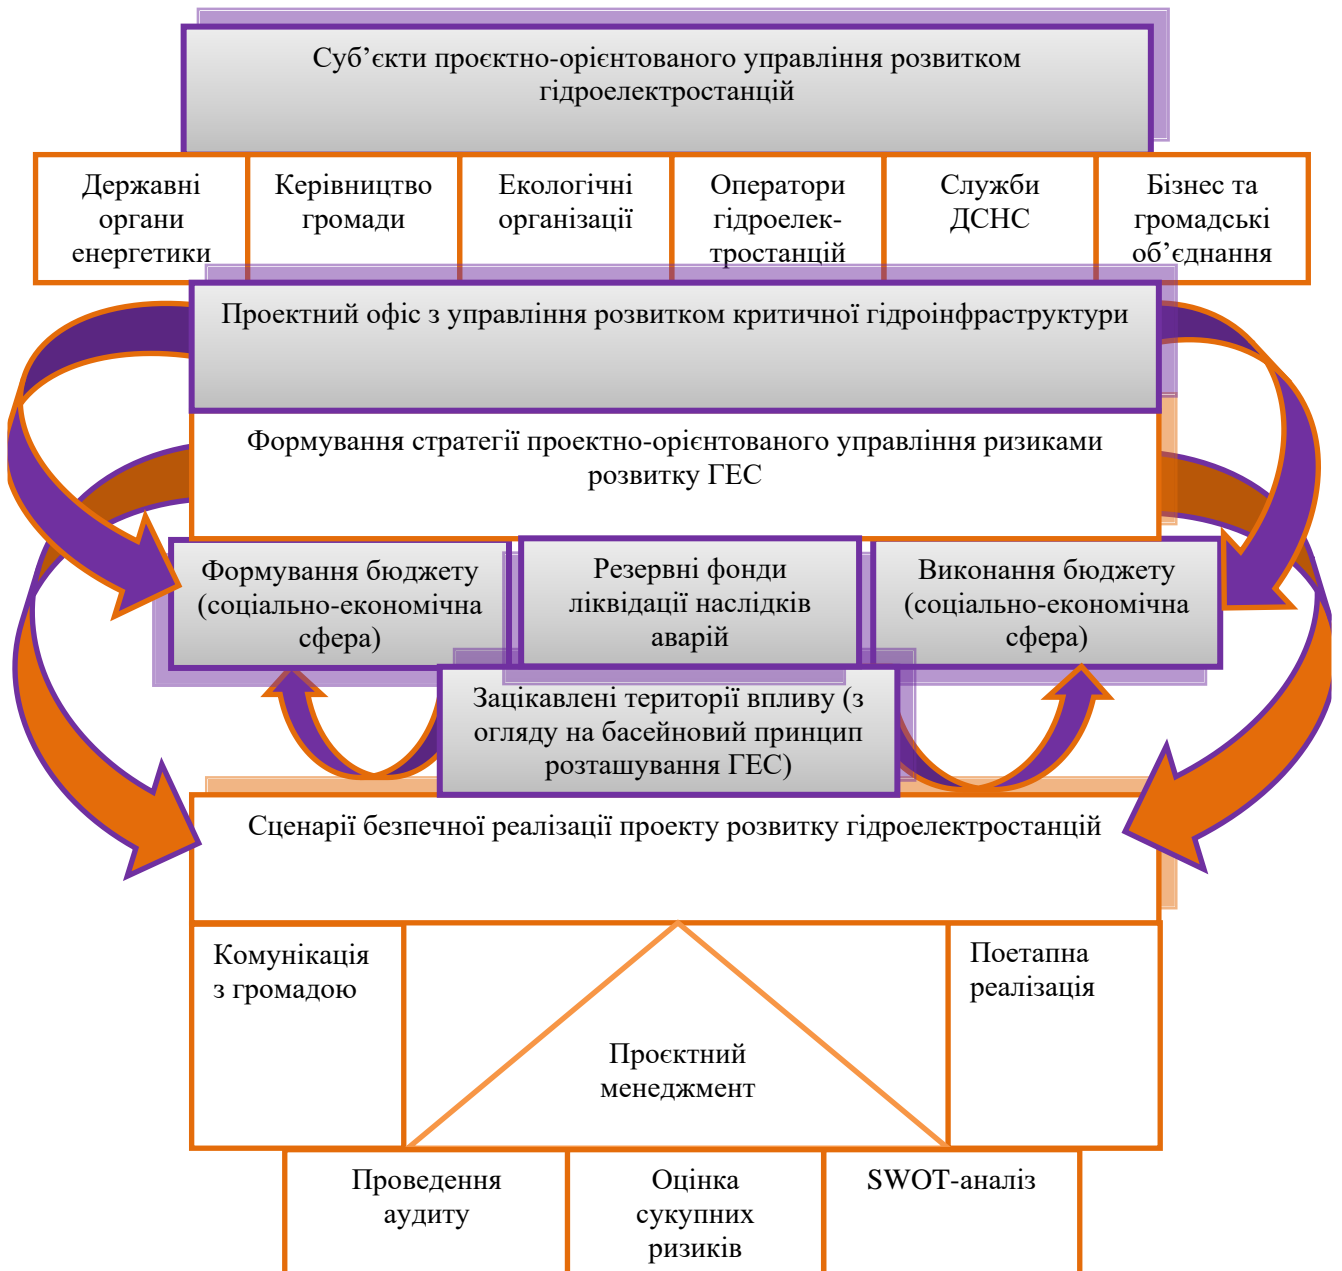 Суб’єкти проєктно-орієнтованого управління розвитком
гідроелектростанцій
Державні
органи
енергетики
Керівництво
громади
Екологічні
організації
Оператори
гідроелек-
тростанцій
Служби
ДСНС
Бізнес та
громадські
об’єднання
Проектний офіс з управління розвитком критичної гідроінфраструктури
Формування стратегії проектно-орієнтованого управління ризиками
розвитку ГЕС
Формування бюджету
(соціально-економічна
сфера)
Резервні фонди
ліквідації наслідків
аварій
Виконання бюджету
(соціально-економічна
сфера)
Зацікавлені території впливу (з
огляду на басейновий принцип
розташування ГЕС)
Сценарії безпечної реалізації проекту розвитку гідроелектростанцій
Комунікація
з громадою
Проєктний
менеджмент
Поетапна
реалізація
Проведення
аудиту
Оцінка
сукупних
ризиків
SWOT-аналіз